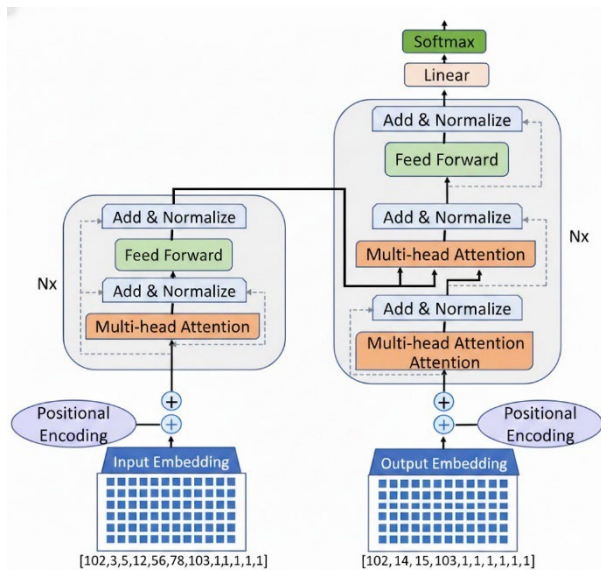 Softmax
Linear
Add & Normalize
Feed Forward
Add & Normalize
Multi-head Attention
Nx
Add & Normalize
Multi-head Attention
Attention
Add & Normalize
Feed Forward
Nx
Add & Normalize
Multi-head Attention
+
+
Positional
Encoding
Input Embedding
[102,3,5,12,56,78,103,1,1,1,1,1]
+
+
Positional
Encoding
Output Embedding
[102, 14, 15,103,1,1,1,1,1,1]